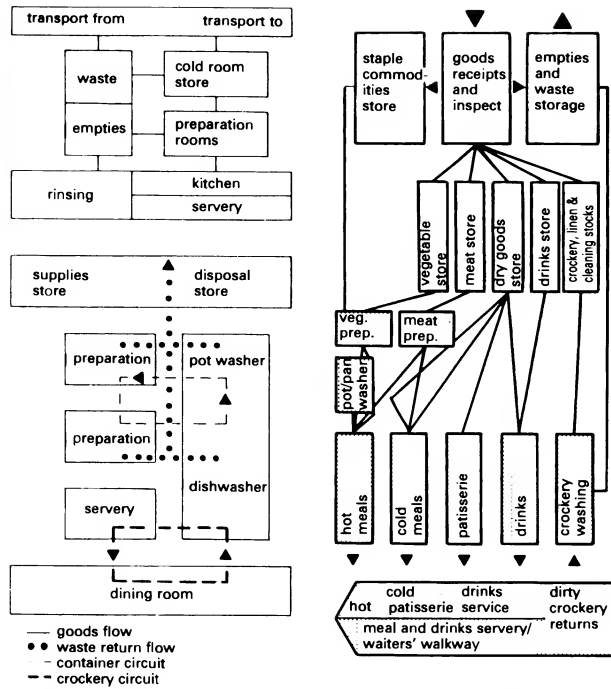 transport from
transport to
waste
cold room
store
empties
preparation
rooms
rinsing
kitchen
servery
supplies
store
disposal
store
preparation
pot washer
preparation
dishwasher
servery
dining room
goods flow
waste return flow
container circuit
crockery circuit
staple
commod-
ities
store
goods
receipts
and
inspect
empties
and
waste
storage
vegetable
store
meat store
dry goods
store
drinks store
crockery, linen &
cleaning stocks
veg.
prep.
meat
prep.
pot/pan
washer
hot
meals
cold meals
patisserie
drinks
crockery
washing
hot
cold
patisserie
drinks
service
dirty
crockery
returns
meal and drinks servery/
waiters' walkway